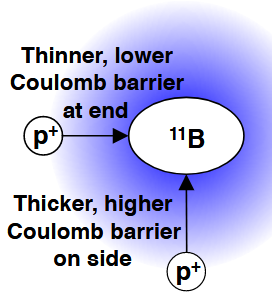 Thinner, lower
Coulomb barrier
at end
p⁺
¹¹B
Thicker, higher
Coulomb barrier
on side
p⁺